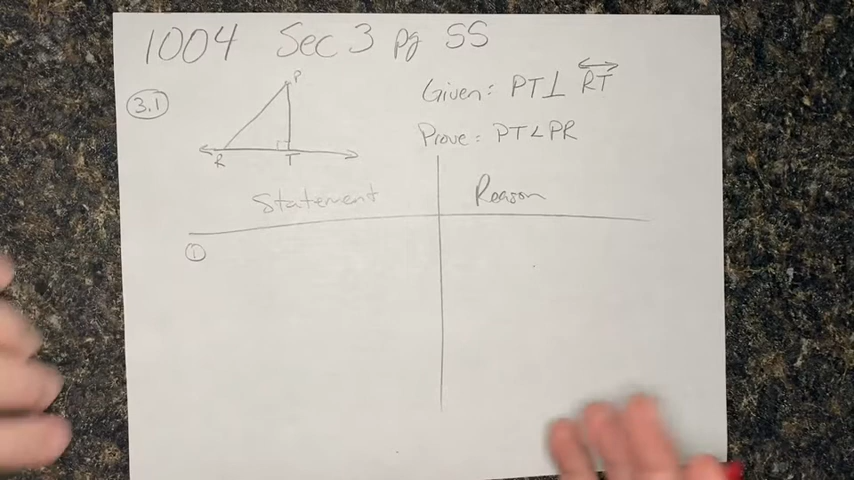 1004 Sec 3 pg 55
3.1
P
R
T
Given: PT ⊥ RT
Prove: PT < PR
Statement
Reason
1